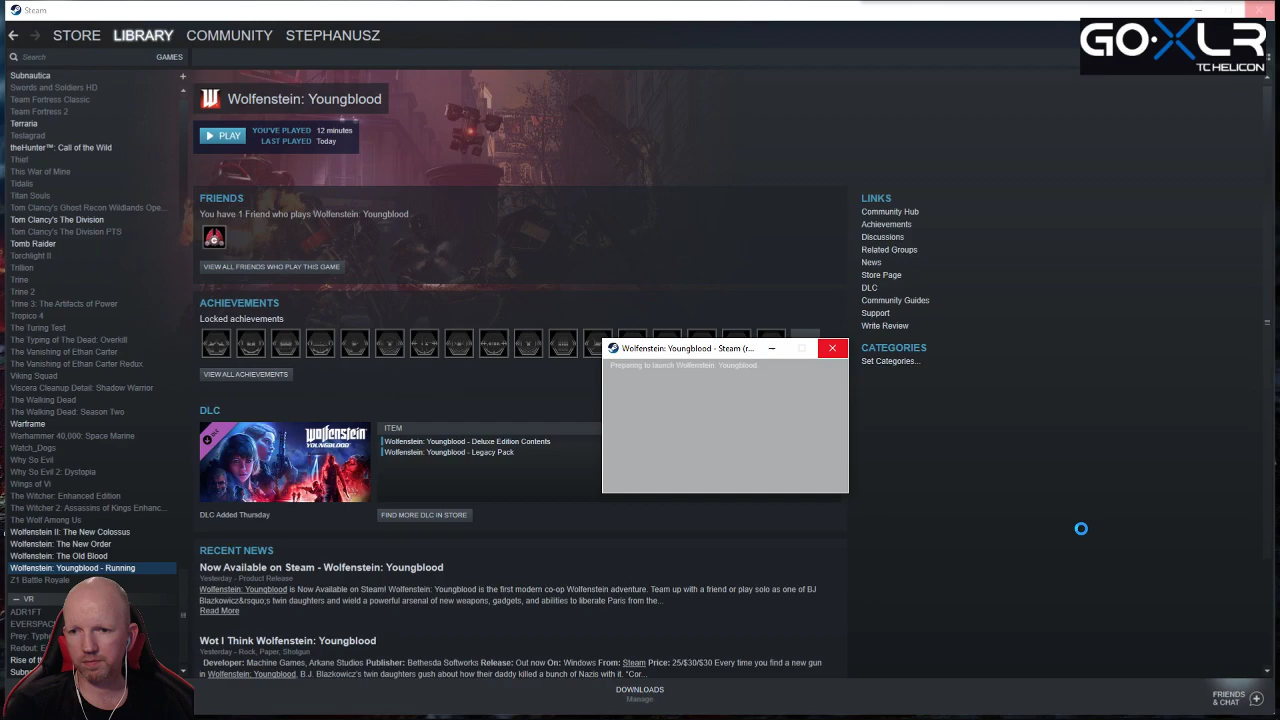 Steam
STORE LIBRARY COMMUNITY STEPHANUSZ
GO·XLR
TC HELICON
Search GAMES
Subnautica
Swords and Soldiers HD
Team Fortress Classic
Team Fortress 2
Terraria
Teslagrad
theHunter™: Call of the Wild
Thief
This War of Mine
Tidalis
Titan Souls
Tom Clancy's Ghost Recon Wildlands Ope...
Tom Clancy's The Division
Tom Clancy's The Division PTS
Tomb Raider
Torchlight II
Trillion
Trine
Trine 2
Trine 3: The Artifacts of Power
Tropico 4
The Turing Test
The Typing of The Dead: Overkill
The Vanishing of Ethan Carter
The Vanishing of Ethan Carter Redux
Viking Squad
Viscera Cleanup Detail: Shadow Warrior
The Walking Dead
The Walking Dead: Season Two
Warframe
Warhammer 40,000: Space Marine
Watch_Dogs
Why So Evil
Why So Evil 2: Dystopia
Wings of Vi
The Witcher: Enhanced Edition
The Witcher 2: Assassins of Kings Enhanc...
The Wolf Among Us
Wolfenstein II: The New Colossus
Wolfenstein: The New Order
Wolfenstein: The Old Blood
Wolfenstein: Youngblood - Running
Z1 Battle Royale
VR
ADR1FT
EVERSPAC
Prey: Typh
Redout: E
Rise of th
Subn
Wolfenstein: Youngblood
PLAY
YOU'VE PLAYED 12 minutes
LAST PLAYED Today
FRIENDS
You have 1 Friend who plays Wolfenstein: Youngblood
VIEW ALL FRIENDS WHO PLAY THIS GAME
ACHIEVEMENTS
Locked achievements
VIEW ALL ACHIEVEMENTS
DLC
Wolfenstein
YOUNGBLOOD
ITEM
Wolfenstein: Youngblood - Deluxe Edition Contents
Wolfenstein: Youngblood - Legacy Pack
DLC Added Thursday
FIND MORE DLC IN STORE
RECENT NEWS
Now Available on Steam - Wolfenstein: Youngblood
Yesterday - Product Release
Wolfenstein: Youngblood is Now Available on Steam! Wolfenstein: Youngblood is the first modern co-op Wolfenstein adventure. Team up with a friend or play solo as one of BJ
Blazkowicz&rsquo;s twin daughters and wield a powerful arsenal of new weapons, gadgets, and abilities to liberate Paris from the...
Read More
Wot I Think Wolfenstein: Youngblood
Yesterday - Rock, Paper, Shotgun
Developer: Machine Games, Arkane Studios Publisher: Bethesda Softworks Release: Out now On: Windows From: Steam Price: 25/$30/$30 Every time you find a new gun
in Wolfenstein: Youngblood, B.J. Blazkowicz's twin daughters gush about how their daddy killed a bunch of Nazis with it. "Cor...
Wolfenstein: Youngblood - Steam (r...
Preparing to launch Wolfenstein: Youngblood.
LINKS
Community Hub
Achievements
Discussions
Related Groups
News
Store Page
DLC
Community Guides
Support
Write Review
CATEGORIES
Set Categories...
DOWNLOADS
Manage
FRIENDS
& CHAT